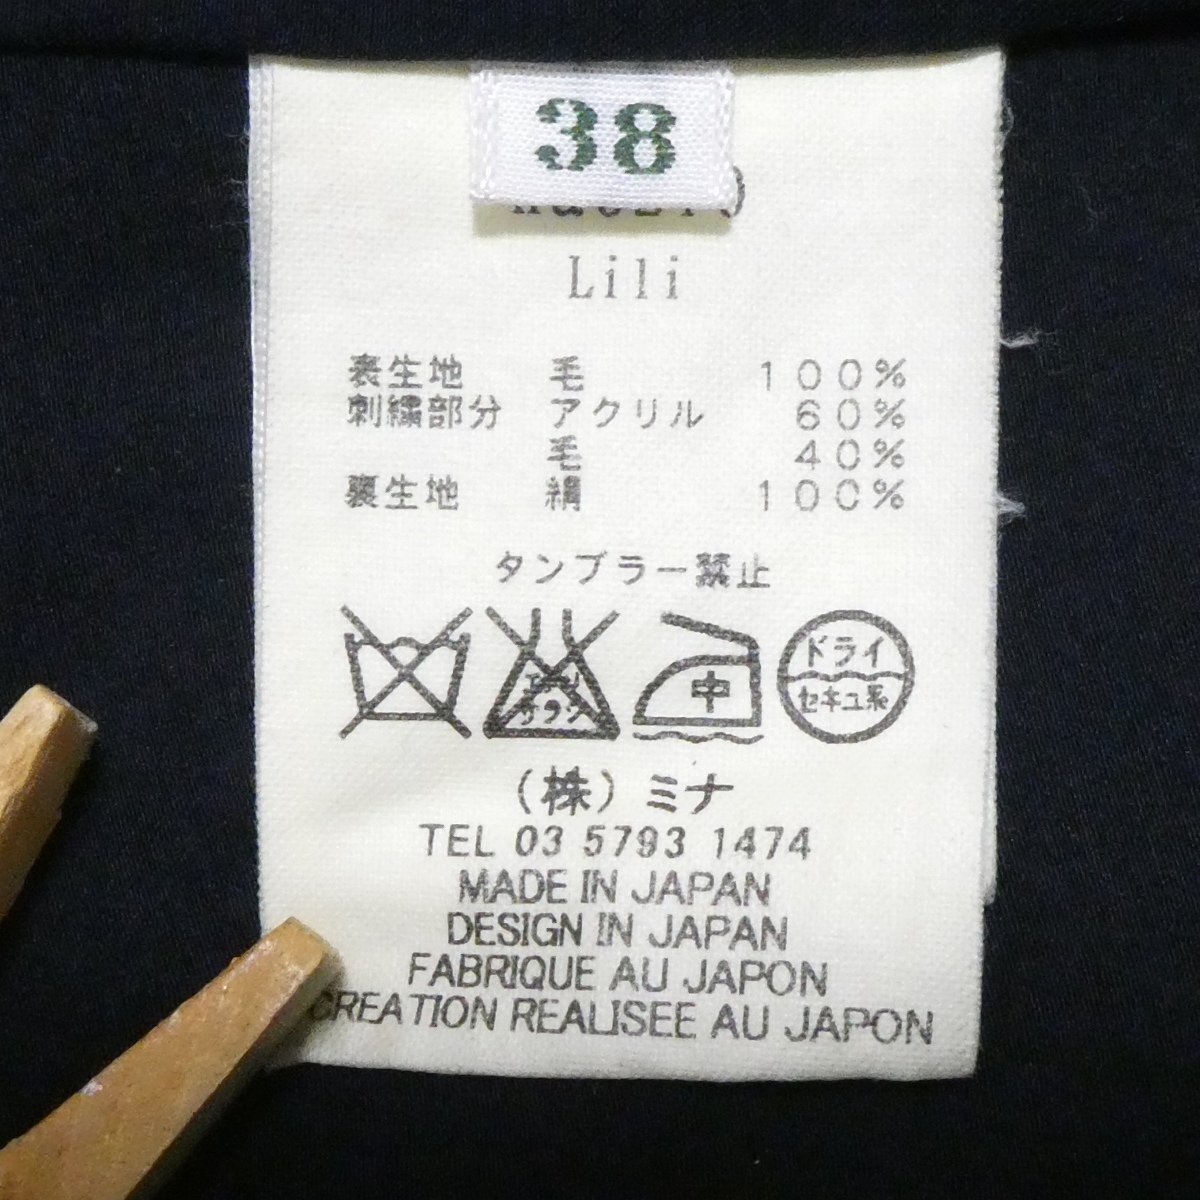 38
Lili
表生地 毛 100%
刺繍部分 アクリル 60%
毛 40%
裏生地 絹 100%
タンブラー禁止
中
ドライ
セキユ系
(株)ミナ
TEL 03 5793 1474
MADE IN JAPAN
DESIGN IN JAPAN
FABRIQUE AU JAPON
CREATION REALISEE AU JAPON